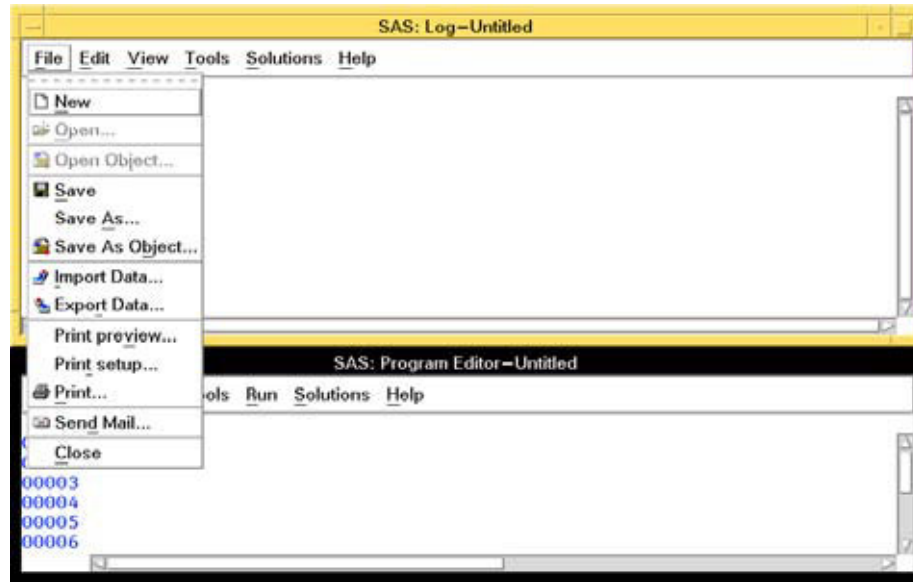 SAS: Log−Untitled
File Edit View Tools Solutions Help
New
Open...
Open Object...
Save
Save As...
Save As Object...
Import Data...
Export Data...
Print preview...
Print setup...
Print...
Send Mail...
Close
SAS: Program Editor−Untitled
ools Run Solutions Help
00003
00004
00005
00006